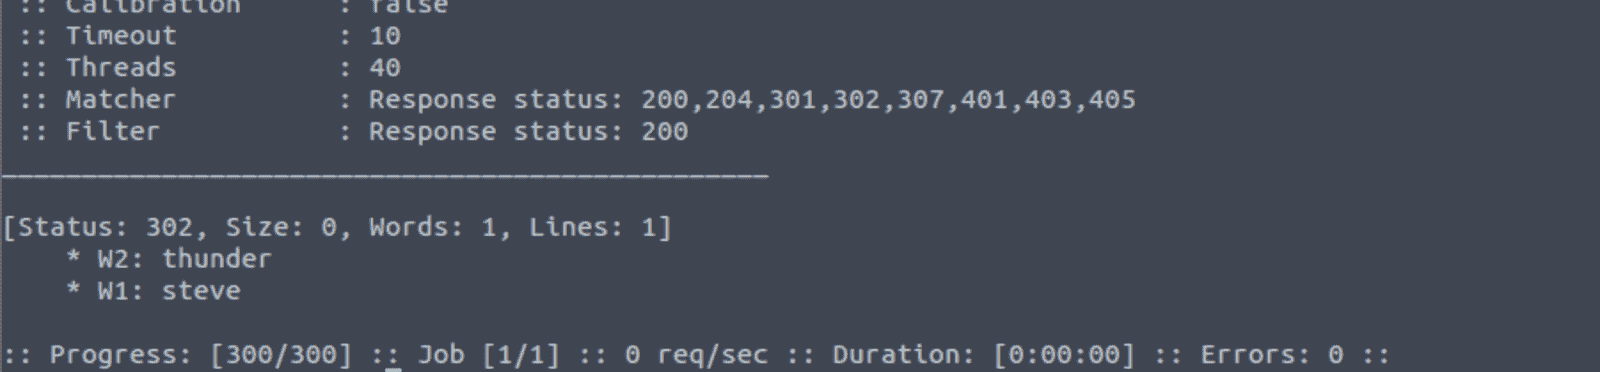 :: Calibration : false
:: Timeout : 10
:: Threads : 40
:: Matcher : Response status: 200,204,301,302,307,401,403,405
:: Filter : Response status: 200
________________________________________________
[Status: 302, Size: 0, Words: 1, Lines: 1]
* W2: thunder
* W1: steve
:: Progress: [300/300] :: Job [1/1] :: 0 req/sec :: Duration: [0:00:00] :: Errors: 0 ::